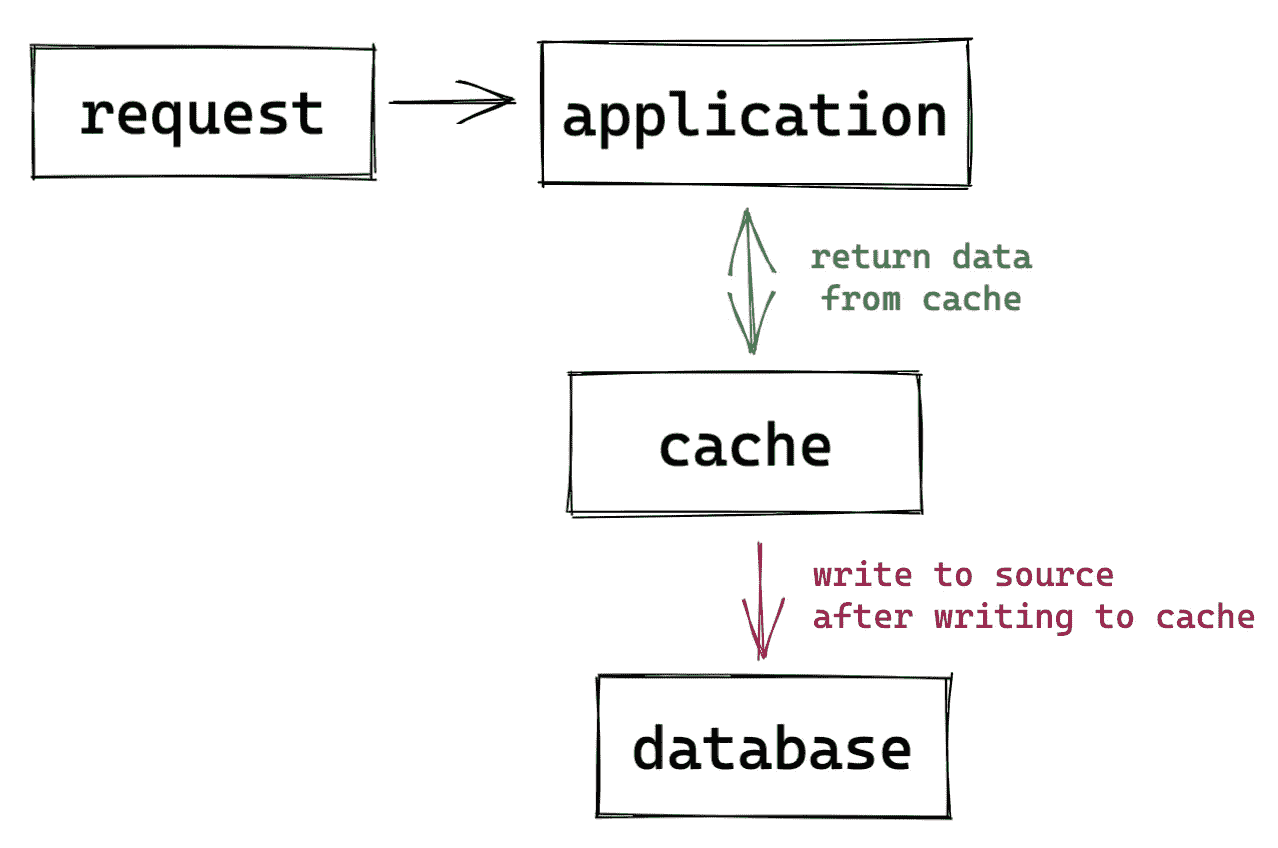 request
application
return data
from cache
cache
write to source
after writing to cache
database